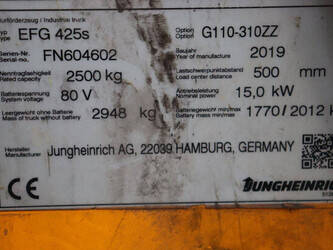 Flurförderzeug / Industrial truck
Typ EFG 425s Option G110-310ZZ
Type Option
Serien-Nr. FN604602 Baujahr 2019
Serial-No. Year of manufacture
Nenntragfähigkeit 2500 kg Lastschwerpunktabstand 500 mm
Rated capacity Load center distance
Batteriespannung 80 V Antriebsleistung 15,0 kW
System voltage Nominal power
Leergewicht ohne Batterie 2948 kg Batteriegewicht min/max 1770/2012 k
Mass of truck without battery Battery mass min/max
Hersteller Jungheinrich AG, 22039 HAMBURG, GERMANY
Manufacturer
CE JUNGHEINRICH